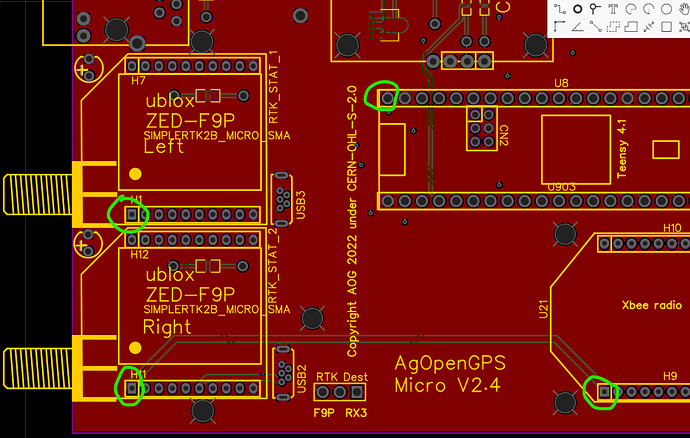 C
H7
ublox
ZED-F9P
SIMPLERTK2B_MICRO_SMA
Left
RTK_STAT_1
H1
USB3
H12
ublox
ZED-F9P
SIMPLERTK2B_MICRO_SMA
Right
RTK_STAT_2
H11
USB2
Copyright AOG 2022 under CERN-OHL-S-2.0
U8
CN2
Teensy 4.1
U903
H10
U21
Xbee radio
H9
RTK Dest
F9P RX3
AgOpenGPS
Micro V2.4